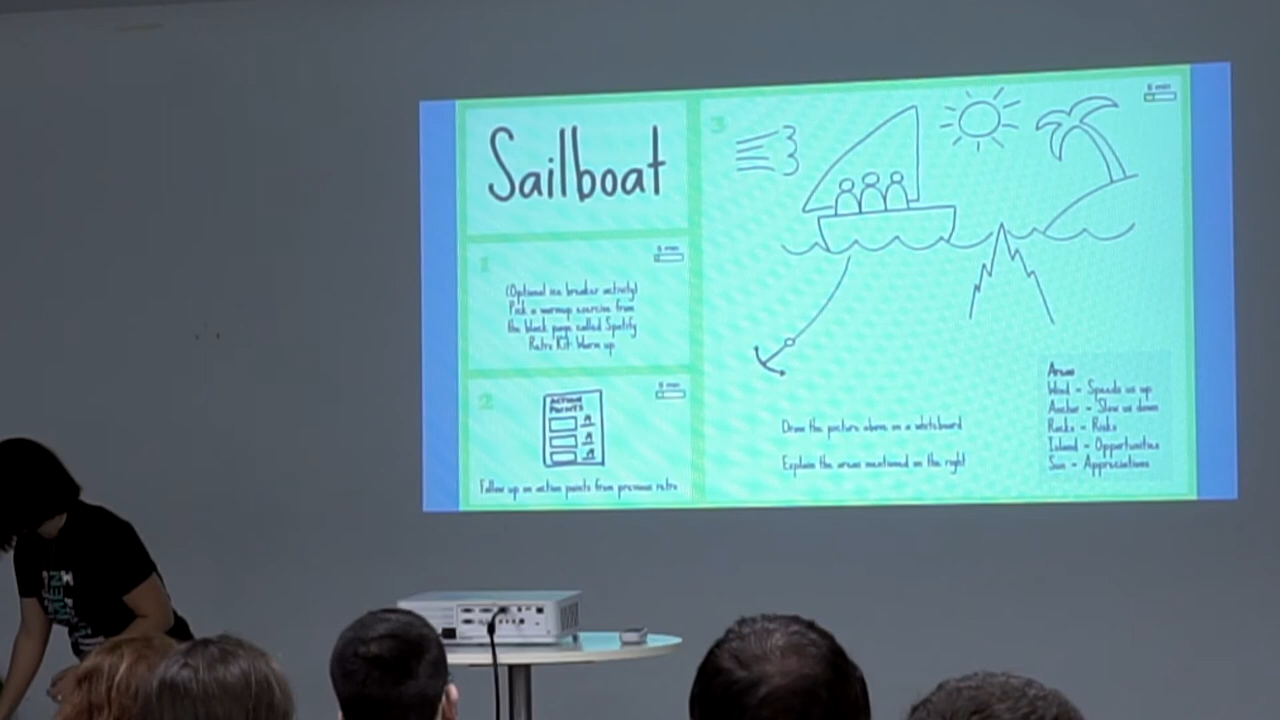 Sailboat
1
5 min
(Optional ice breaker activity)
Pick a warmup exercise from
the black page called Spotify
Retro Kit Warm up
2
5 min
ACTION
POINTS
Follow up on action points from previous retro
3
5 min
Draw the picture above on a whiteboard
Explain the areas mentioned on the right
Areas
Wind - Speeds us up
Anchor - Slow us down
Rocks - Risks
Island - Opportunities
Sun - Appreciations
MEN